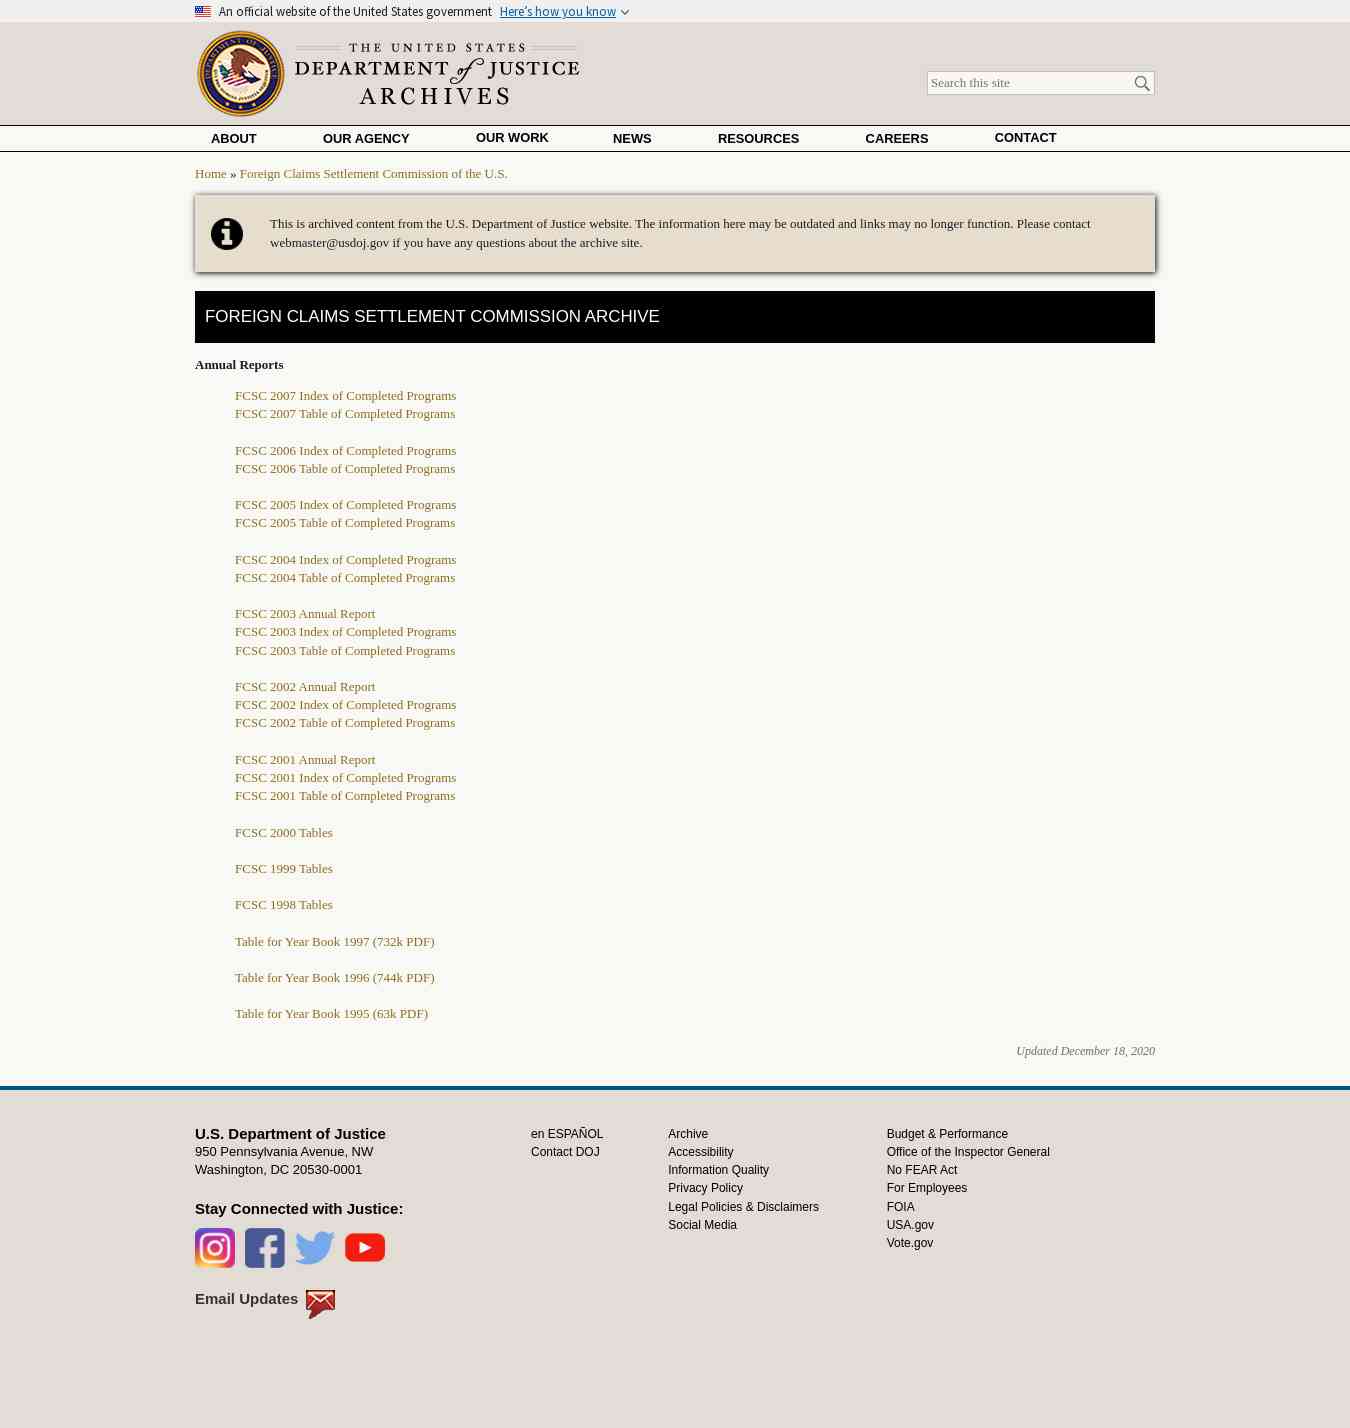 An official website of the United States government Here's how you know
THE UNITED STATES
DEPARTMENT of JUSTICE
ARCHIVES
Search this site
ABOUT OUR AGENCY OUR WORK NEWS RESOURCES CAREERS CONTACT
Home » Foreign Claims Settlement Commission of the U.S.
This is archived content from the U.S. Department of Justice website. The information here may be outdated and links may no longer function. Please contact
webmaster@usdoj.gov if you have any questions about the archive site.
FOREIGN CLAIMS SETTLEMENT COMMISSION ARCHIVE
Annual Reports
FCSC 2007 Index of Completed Programs
FCSC 2007 Table of Completed Programs
FCSC 2006 Index of Completed Programs
FCSC 2006 Table of Completed Programs
FCSC 2005 Index of Completed Programs
FCSC 2005 Table of Completed Programs
FCSC 2004 Index of Completed Programs
FCSC 2004 Table of Completed Programs
FCSC 2003 Annual Report
FCSC 2003 Index of Completed Programs
FCSC 2003 Table of Completed Programs
FCSC 2002 Annual Report
FCSC 2002 Index of Completed Programs
FCSC 2002 Table of Completed Programs
FCSC 2001 Annual Report
FCSC 2001 Index of Completed Programs
FCSC 2001 Table of Completed Programs
FCSC 2000 Tables
FCSC 1999 Tables
FCSC 1998 Tables
Table for Year Book 1997 (732k PDF)
Table for Year Book 1996 (744k PDF)
Table for Year Book 1995 (63k PDF)
Updated December 18, 2020
U.S. Department of Justice
950 Pennsylvania Avenue, NW
Washington, DC 20530-0001
Stay Connected with Justice:
Email Updates
en ESPAÑOL
Contact DOJ
Archive
Accessibility
Information Quality
Privacy Policy
Legal Policies & Disclaimers
Social Media
Budget & Performance
Office of the Inspector General
No FEAR Act
For Employees
FOIA
USA.gov
Vote.gov